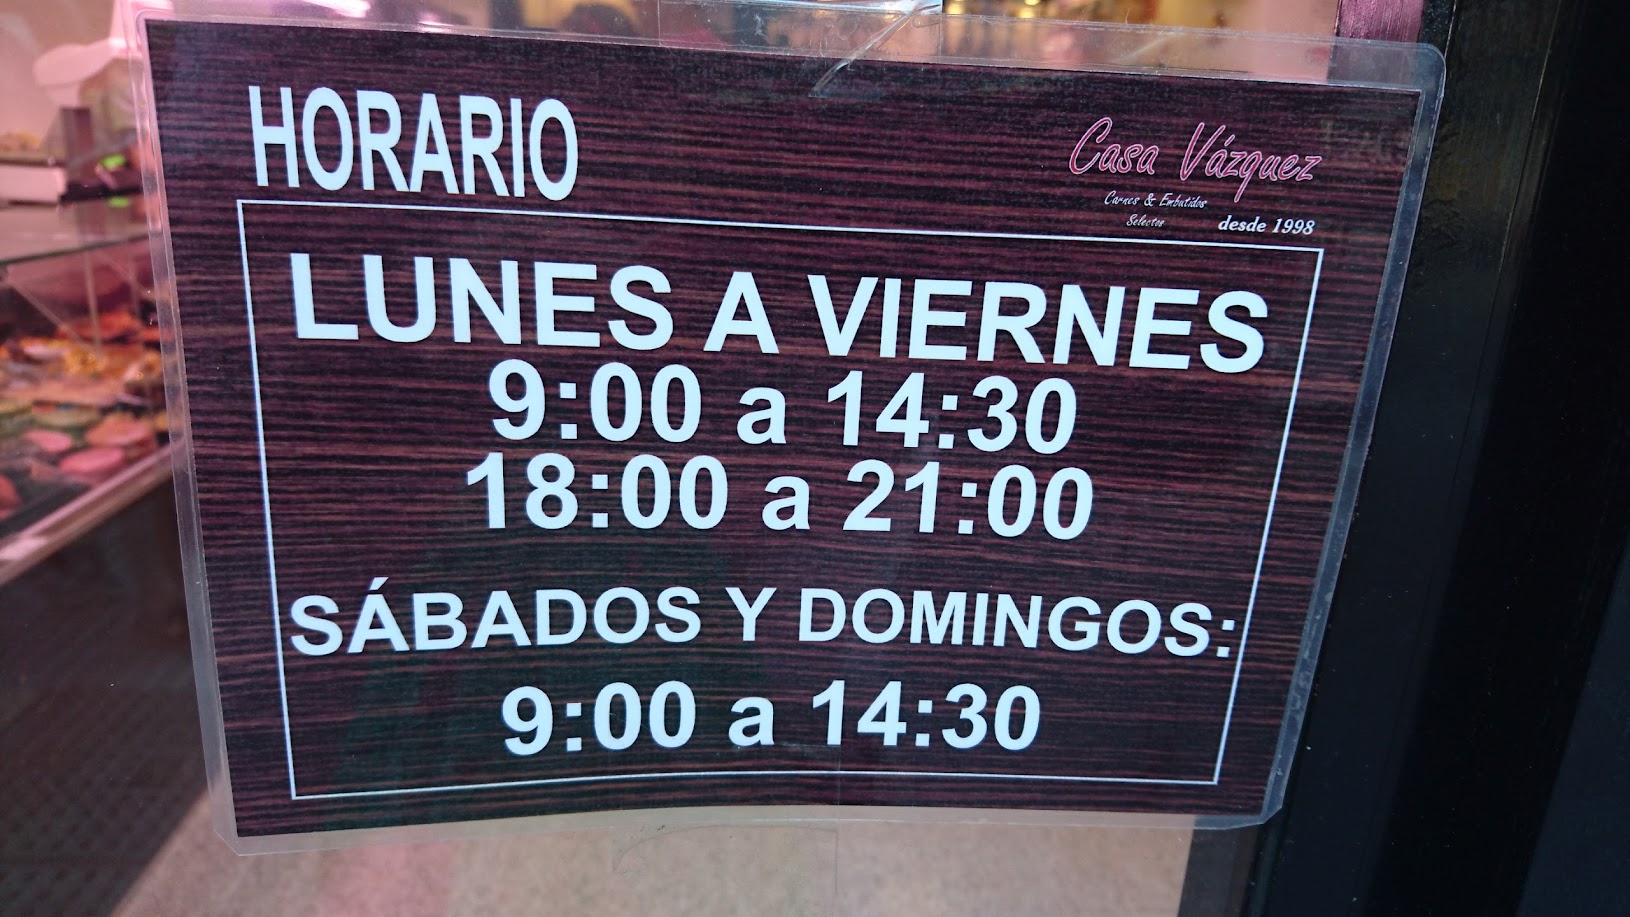 HORARIO
Casa Vázquez
Carnes & Embutidos
Selectos
desde 1998
LUNES A VIERNES
9:00 a 14:30
18:00 a 21:00
SÁBADOS Y DOMINGOS:
9:00 a 14:30